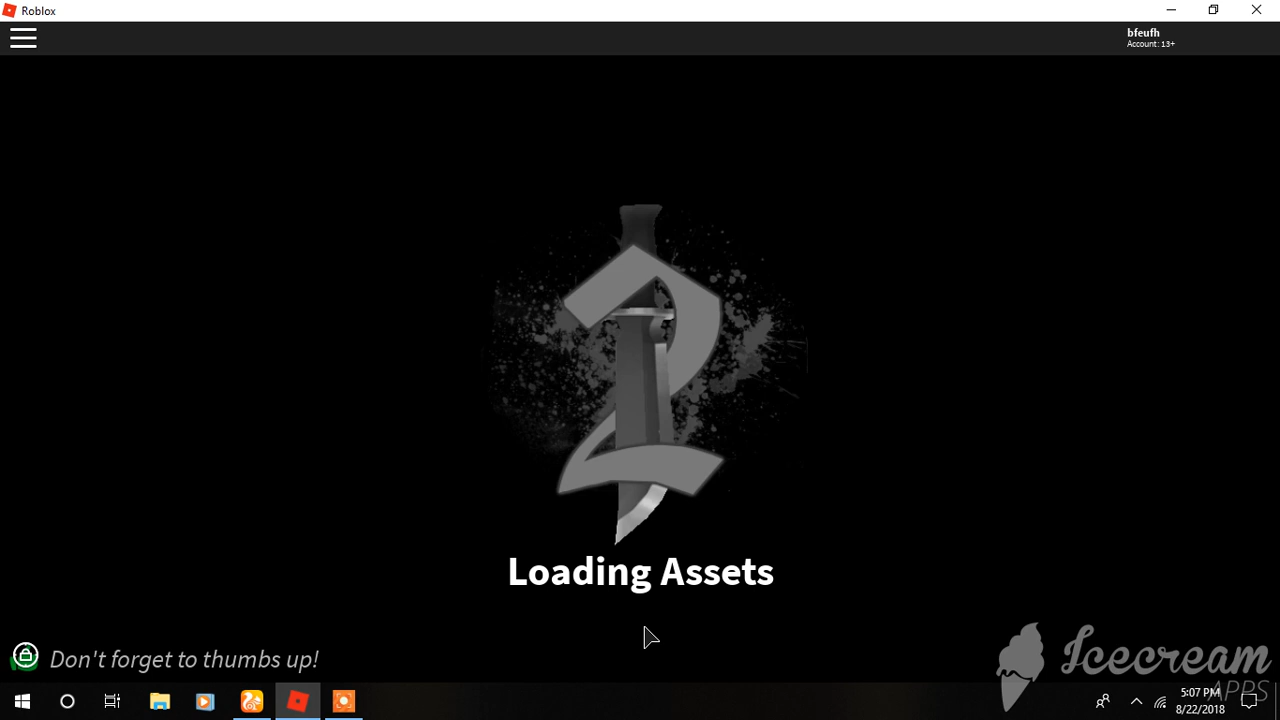 Roblox
bfeufh
Account: 13+
2
Loading Assets
Don't forget to thumbs up!
Icecream
APPS
5:07 PM
8/22/2018